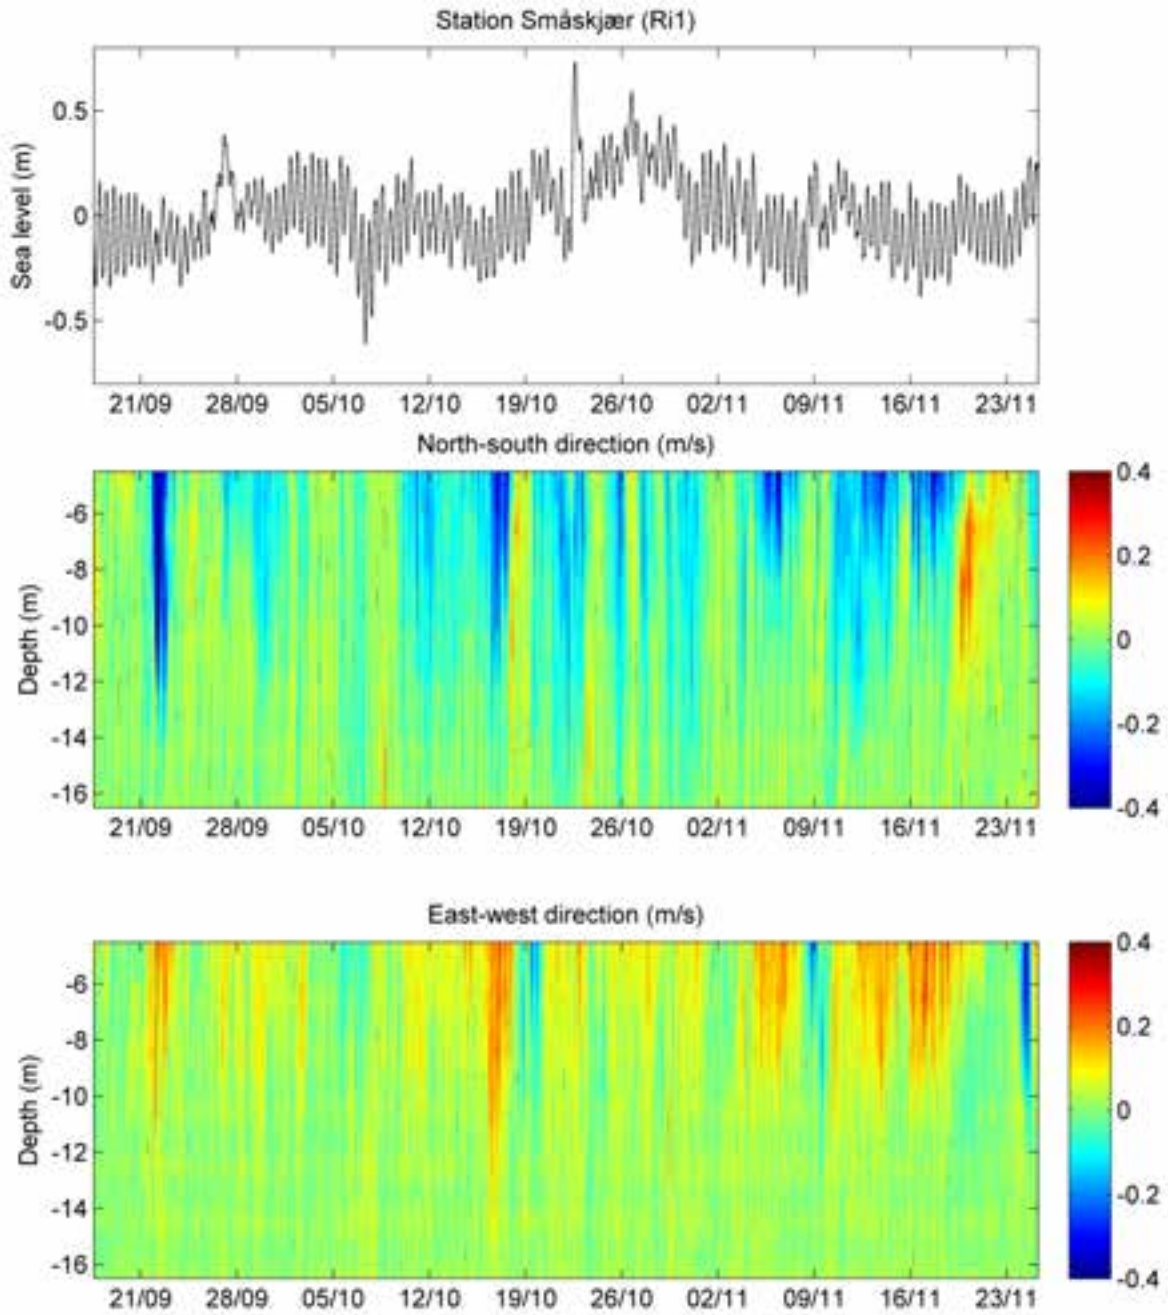 Station Småskjær (Ri1)
Sea level (m)
0.5
0
-0.5
21/09 28/09 05/10 12/10 19/10 26/10 02/11 09/11 16/11 23/11
North-south direction (m/s)
Depth (m)
-6
-8
-10
-12
-14
-16
21/09 28/09 05/10 12/10 19/10 26/10 02/11 09/11 16/11 23/11
0.4
0.2
0
-0.2
-0.4
East-west direction (m/s)
Depth (m)
-6
-8
-10
-12
-14
-16
21/09 28/09 05/10 12/10 19/10 26/10 02/11 09/11 16/11 23/11
0.4
0.2
0
-0.2
-0.4